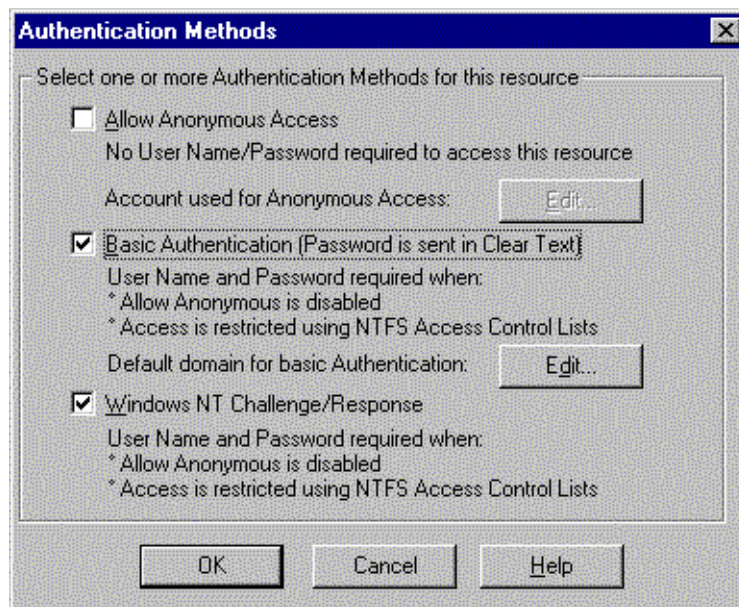 Authentication Methods
Select one or more Authentication Methods for this resource
Allow Anonymous Access
No User Name/Password required to access this resource
Account used for Anonymous Access: Edit...
Basic Authentication (Password is sent in Clear Text)
User Name and Password required when:
* Allow Anonymous is disabled
* Access is restricted using NTFS Access Control Lists
Default domain for basic Authentication: Edit...
Windows NT Challenge/Response
User Name and Password required when:
* Allow Anonymous is disabled
* Access is restricted using NTFS Access Control Lists
OK Cancel Help